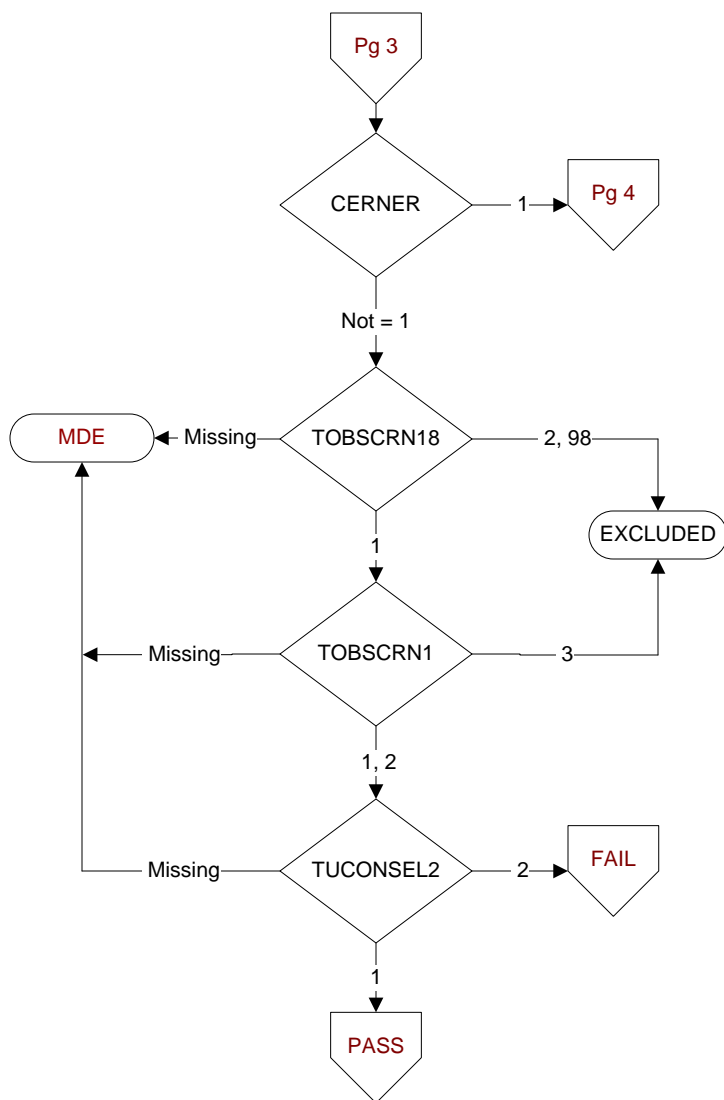 Pg 3
CERNER
1
Pg 4
Not = 1
MDE
Missing
TOBSCRN18
2, 98
EXCLUDED
1
Missing
TOBSCRN1
3
1, 2
Missing
TUCONSEL2
2
FAIL
1
PASS